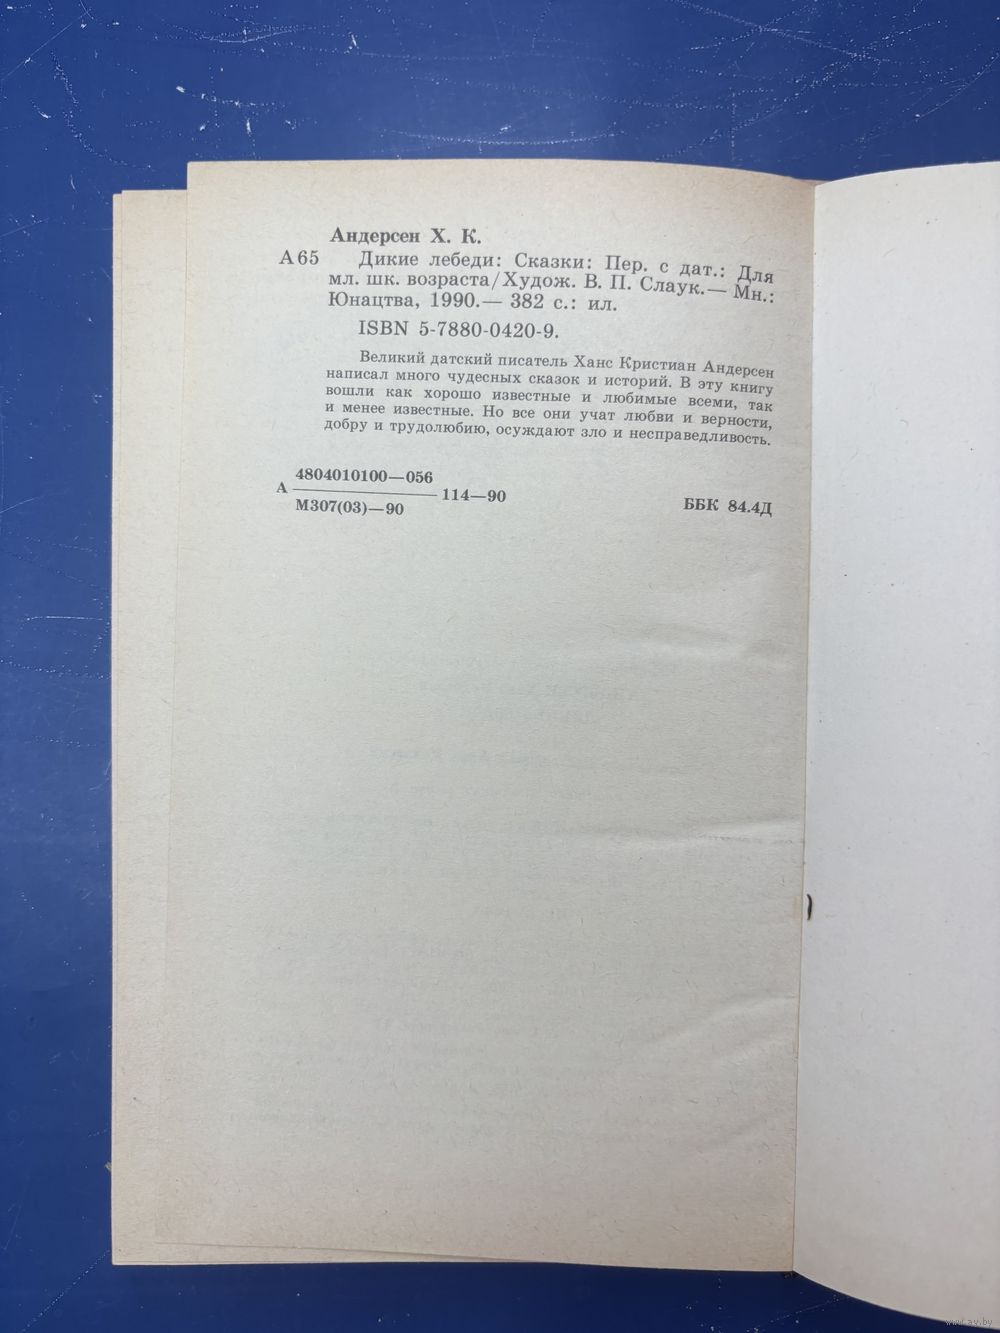 Андерсен Х. К.
А65 Дикие лебеди: Сказки: Пер. с дат.: Для
мл. шк. возраста/Худож. В. П. Слаук.— Мн.:
Юнацтва, 1990.— 382 с.: ил.
ISBN 5-7880-0420-9.
Великий датский писатель Ханс Кристиан Андерсен
написал много чудесных сказок и историй. В эту книгу
вошли как хорошо известные и любимые всеми, так
и менее известные. Но все они учат любви и верности,
добру и трудолюбию, осуждают зло и несправедливость.
4804010100—056
А 114—90
М307(03)—90
ББК 84.4Д
www.ay.by